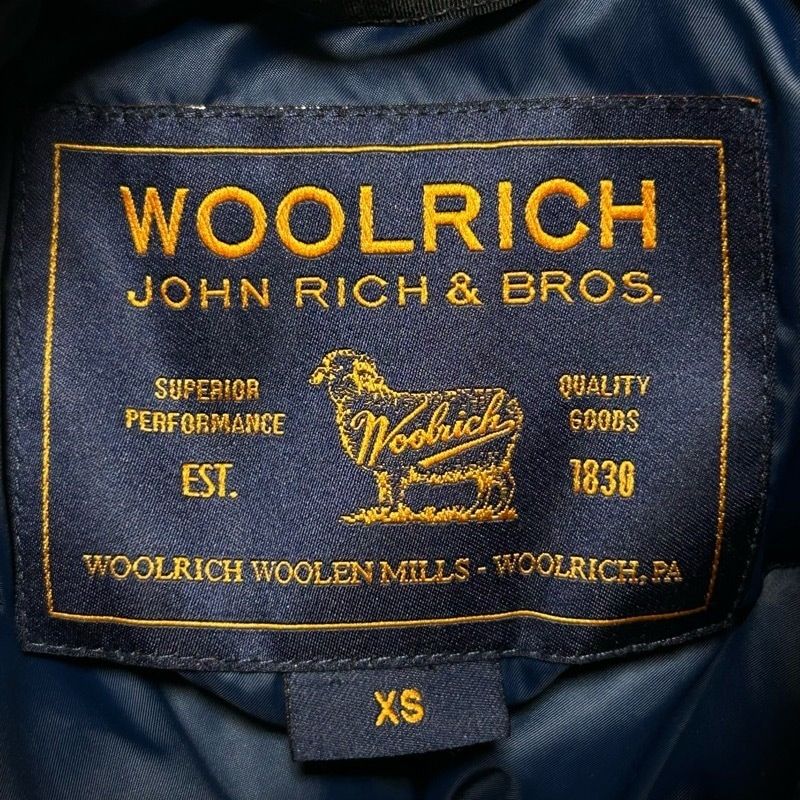 WOOLRICH
JOHN RICH & BROS.
SUPERIOR
PERFORMANCE
EST.
Woolrich
QUALITY
GOODS
1830
WOOLRICH WOOLEN MILLS - WOOLRICH, PA
XS